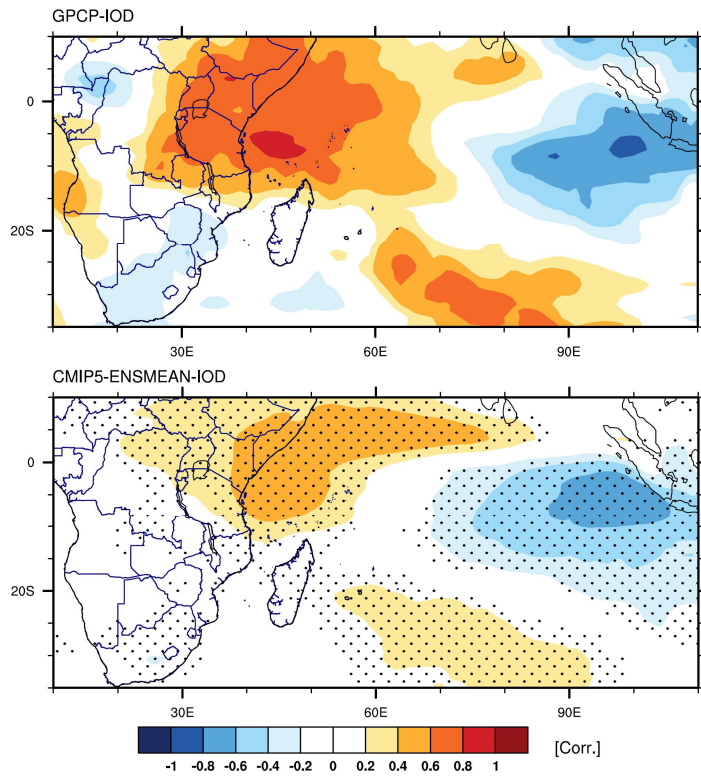 GPCP-IOD
0
20S
30E 60E 90E
CMIP5-ENSMEAN-IOD
0
20S
30E 60E 90E
-1 -0.8 -0.6 -0.4 -0.2 0 0.2 0.4 0.6 0.8 1
[Corr.]